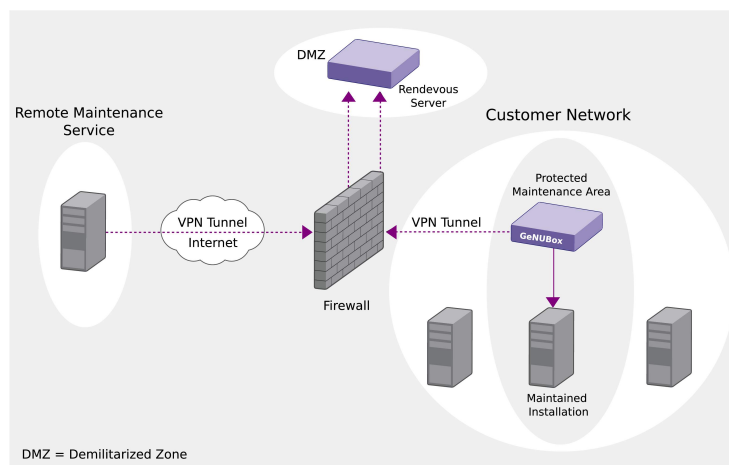 DMZ
Rendevous
Server
Remote Maintenance
Service
Customer Network
Protected
Maintenance Area
VPN Tunnel
Internet
VPN Tunnel
GeNUBox
Firewall
Maintained
Installation
DMZ = Demilitarized Zone